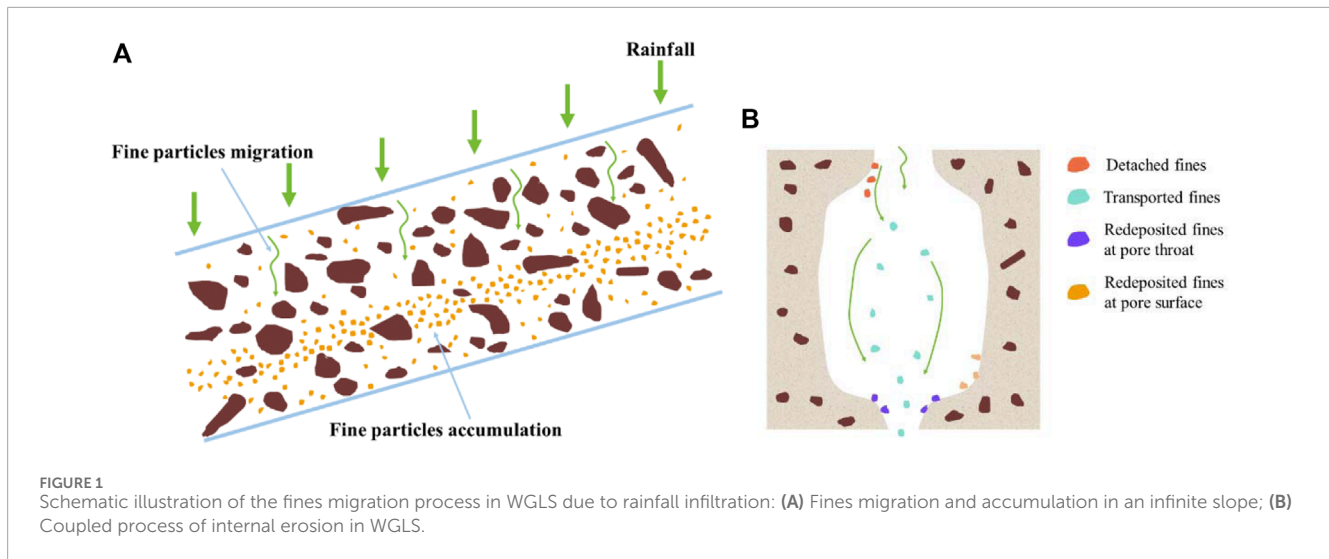 A
Rainfall
Fine particles migration
Fine particles accumulation
B
Detached fines
Transported fines
Redeposited fines
at pore throat
Redeposited fines
at pore surface
FIGURE 1
Schematic illustration of the fines migration process in WGLS due to rainfall infiltration: (A) Fines migration and accumulation in an infinite slope; (B)
Coupled process of internal erosion in WGLS.